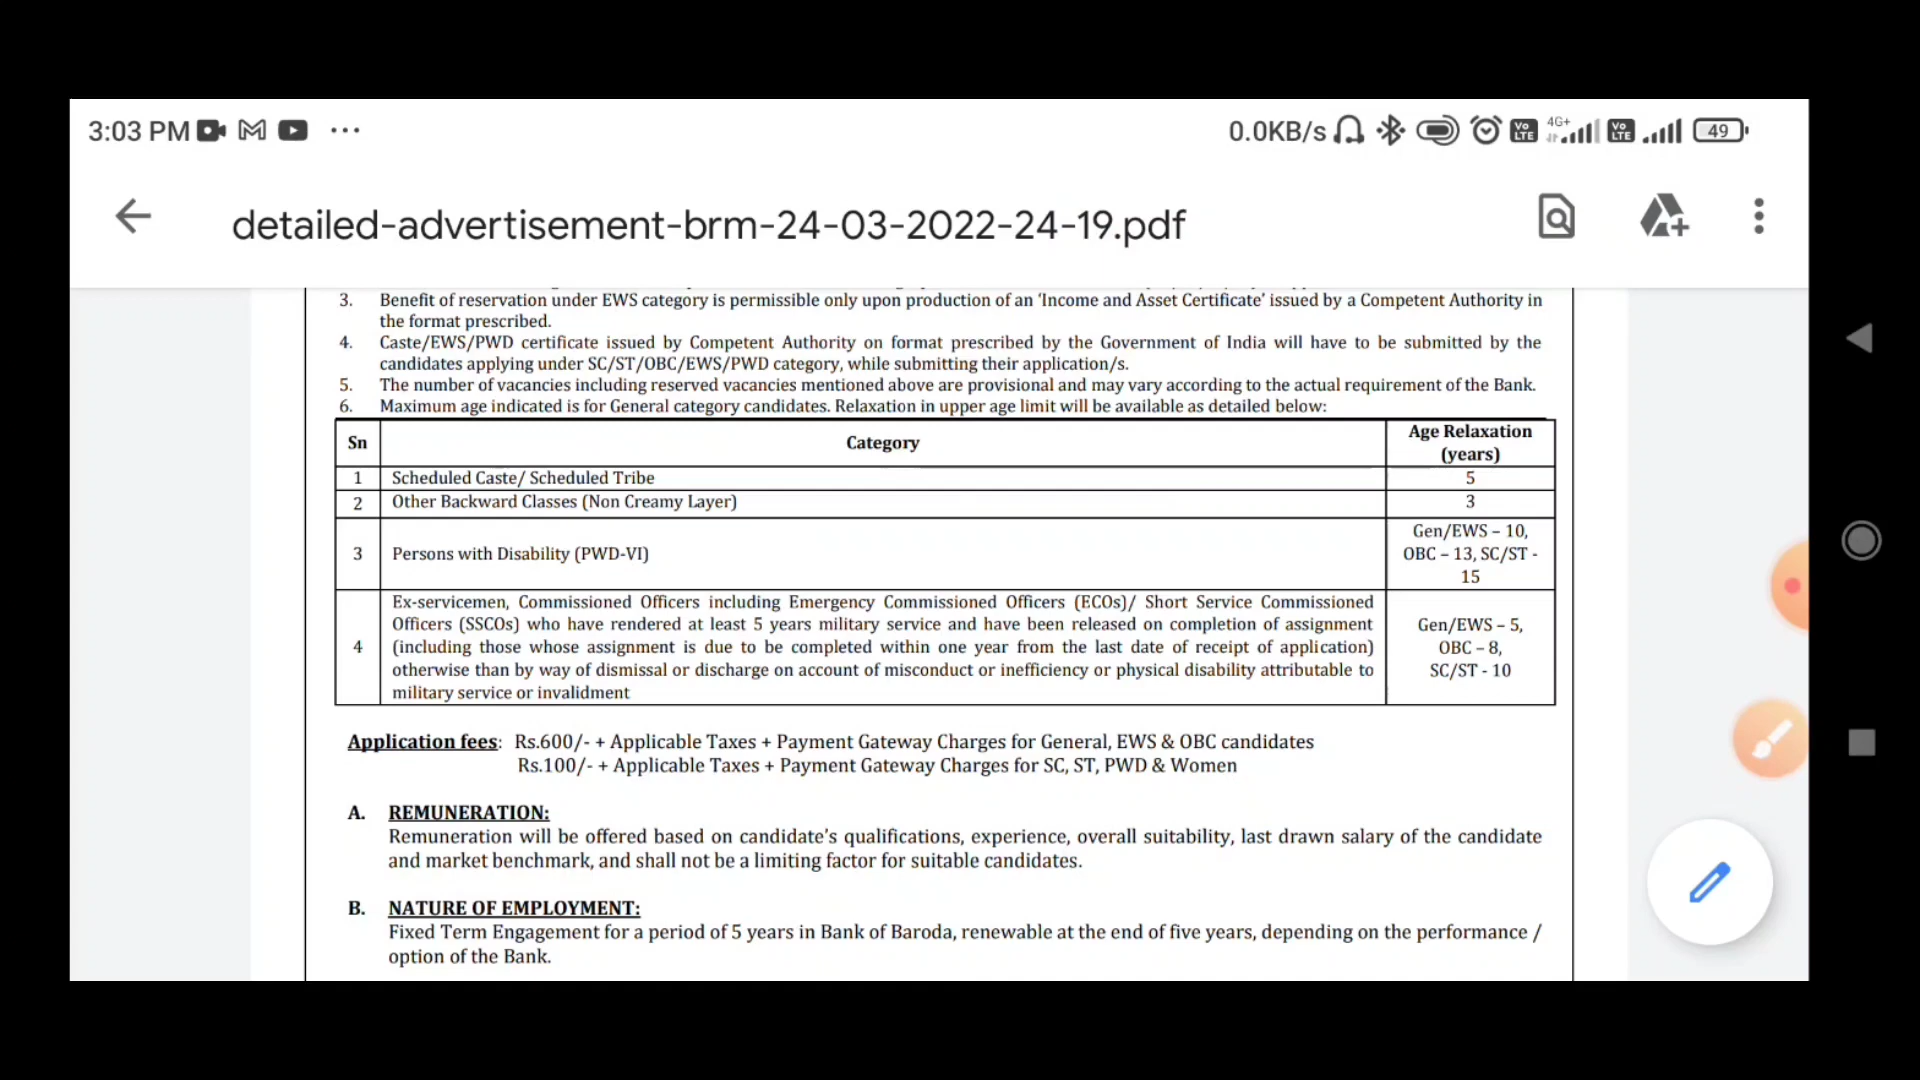 3:03 PM
0.0KB/s Vo LTE 4G+ Vo LTE 49
detailed-advertisement-brm-24-03-2022-24-19.pdf
3. Benefit of reservation under EWS category is permissible only upon production of an 'Income and Asset Certificate' issued by a Competent Authority in
the format prescribed.
4. Caste/EWS/PWD certificate issued by Competent Authority on format prescribed by the Government of India will have to be submitted by the
candidates applying under SC/ST/OBC/EWS/PWD category, while submitting their application/s.
5. The number of vacancies including reserved vacancies mentioned above are provisional and may vary according to the actual requirement of the Bank.
6. Maximum age indicated is for General category candidates. Relaxation in upper age limit will be available as detailed below:
Sn Category Age Relaxation
(years)
1 Scheduled Caste/ Scheduled Tribe 5
2 Other Backward Classes (Non Creamy Layer) 3
3 Persons with Disability (PWD-VI) Gen/EWS – 10,
OBC – 13, SC/ST -
15
Ex-servicemen, Commissioned Officers including Emergency Commissioned Officers (ECOs)/ Short Service Commissioned
Officers (SSCOs) who have rendered at least 5 years military service and have been released on completion of assignment
4 (including those whose assignment is due to be completed within one year from the last date of receipt of application)
otherwise than by way of dismissal or discharge on account of misconduct or inefficiency or physical disability attributable to
military service or invalidment
Gen/EWS – 5,
OBC – 8,
SC/ST - 10
Application fees: Rs.600/- + Applicable Taxes + Payment Gateway Charges for General, EWS & OBC candidates
Rs.100/- + Applicable Taxes + Payment Gateway Charges for SC, ST, PWD & Women
A. REMUNERATION:
Remuneration will be offered based on candidate's qualifications, experience, overall suitability, last drawn salary of the candidate
and market benchmark, and shall not be a limiting factor for suitable candidates.
B. NATURE OF EMPLOYMENT:
Fixed Term Engagement for a period of 5 years in Bank of Baroda, renewable at the end of five years, depending on the performance /
option of the Bank.